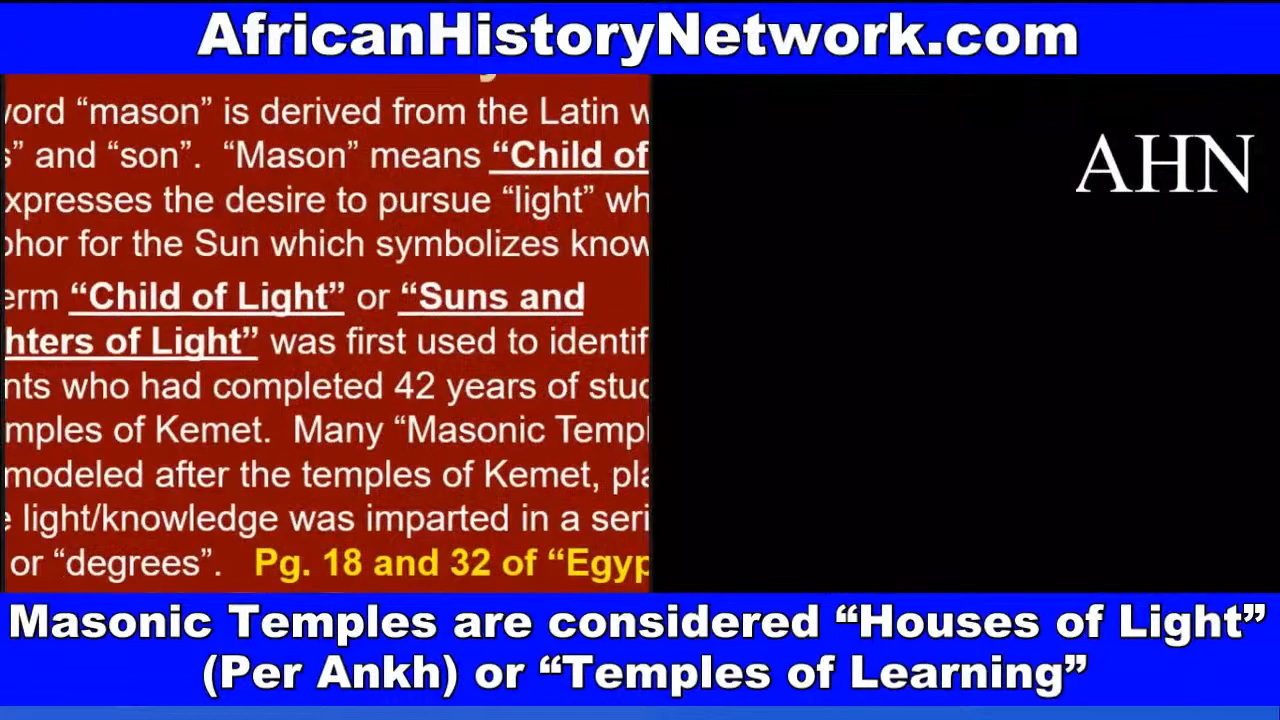 AfricanHistoryNetwork.com
word “mason” is derived from the Latin
” and “son”. “Mason” means “Child of
xpresses the desire to pursue “light” wh
phor for the Sun which symbolizes know
erm “Child of Light” or “Suns and
hters of Light” was first used to identif
nts who had completed 42 years of stud
mples of Kemet. Many “Masonic Templ
modeled after the temples of Kemet, pla
light/knowledge was imparted in a seri
or “degrees”. Pg. 18 and 32 of “Egyp
AHN
Masonic Temples are considered “Houses of Light”
(Per Ankh) or “Temples of Learning”